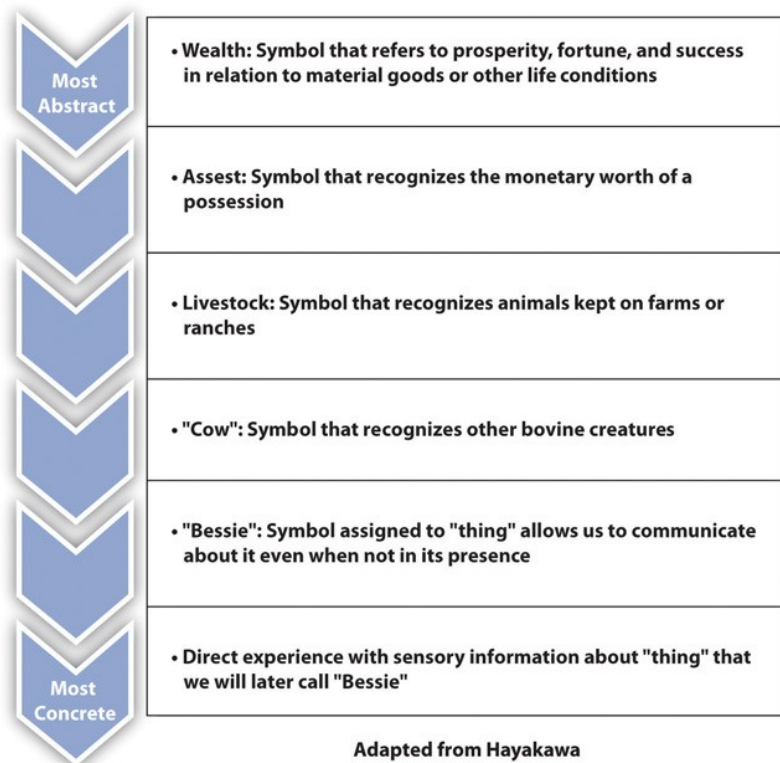 Most
Abstract
• Wealth: Symbol that refers to prosperity, fortune, and success
in relation to material goods or other life conditions
• Assest: Symbol that recognizes the monetary worth of a
possession
• Livestock: Symbol that recognizes animals kept on farms or
ranches
• "Cow": Symbol that recognizes other bovine creatures
• "Bessie": Symbol assigned to "thing" allows us to communicate
about it even when not in its presence
Most
Concrete
• Direct experience with sensory information about "thing" that
we will later call "Bessie"
Adapted from Hayakawa